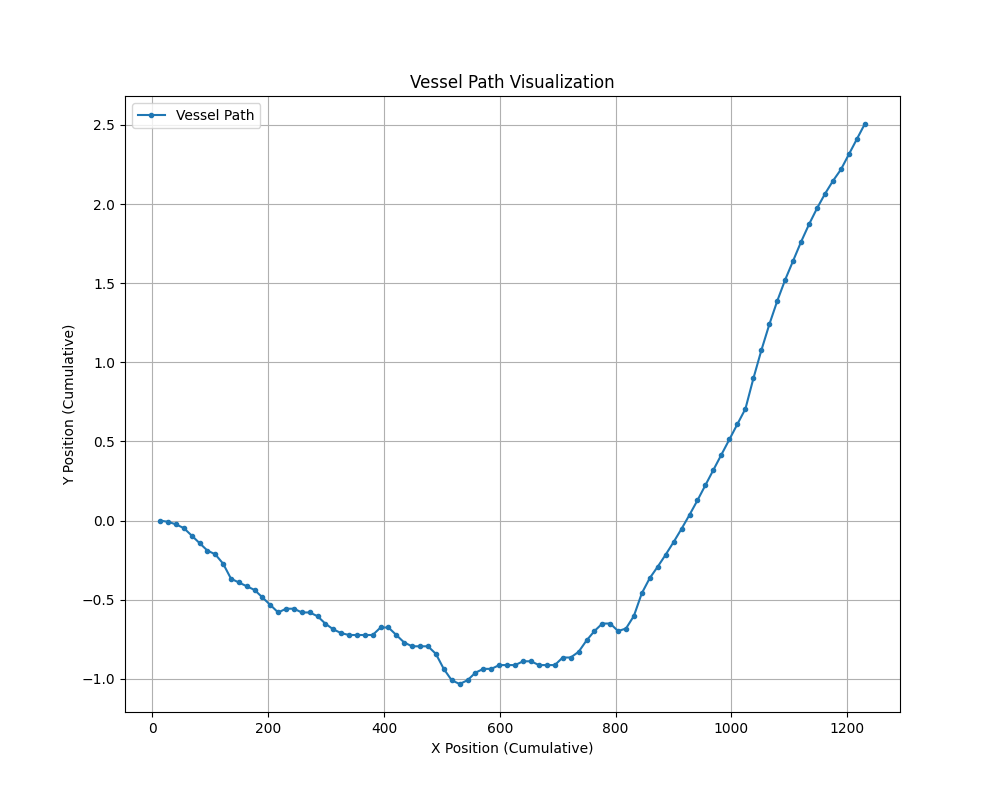 Vessel Path Visualization
Vessel Path
2.5
2.0
1.5
1.0
0.5
0.0
−0.5
−1.0
Y Position (Cumulative)
0 200 400 600 800 1000 1200
X Position (Cumulative)